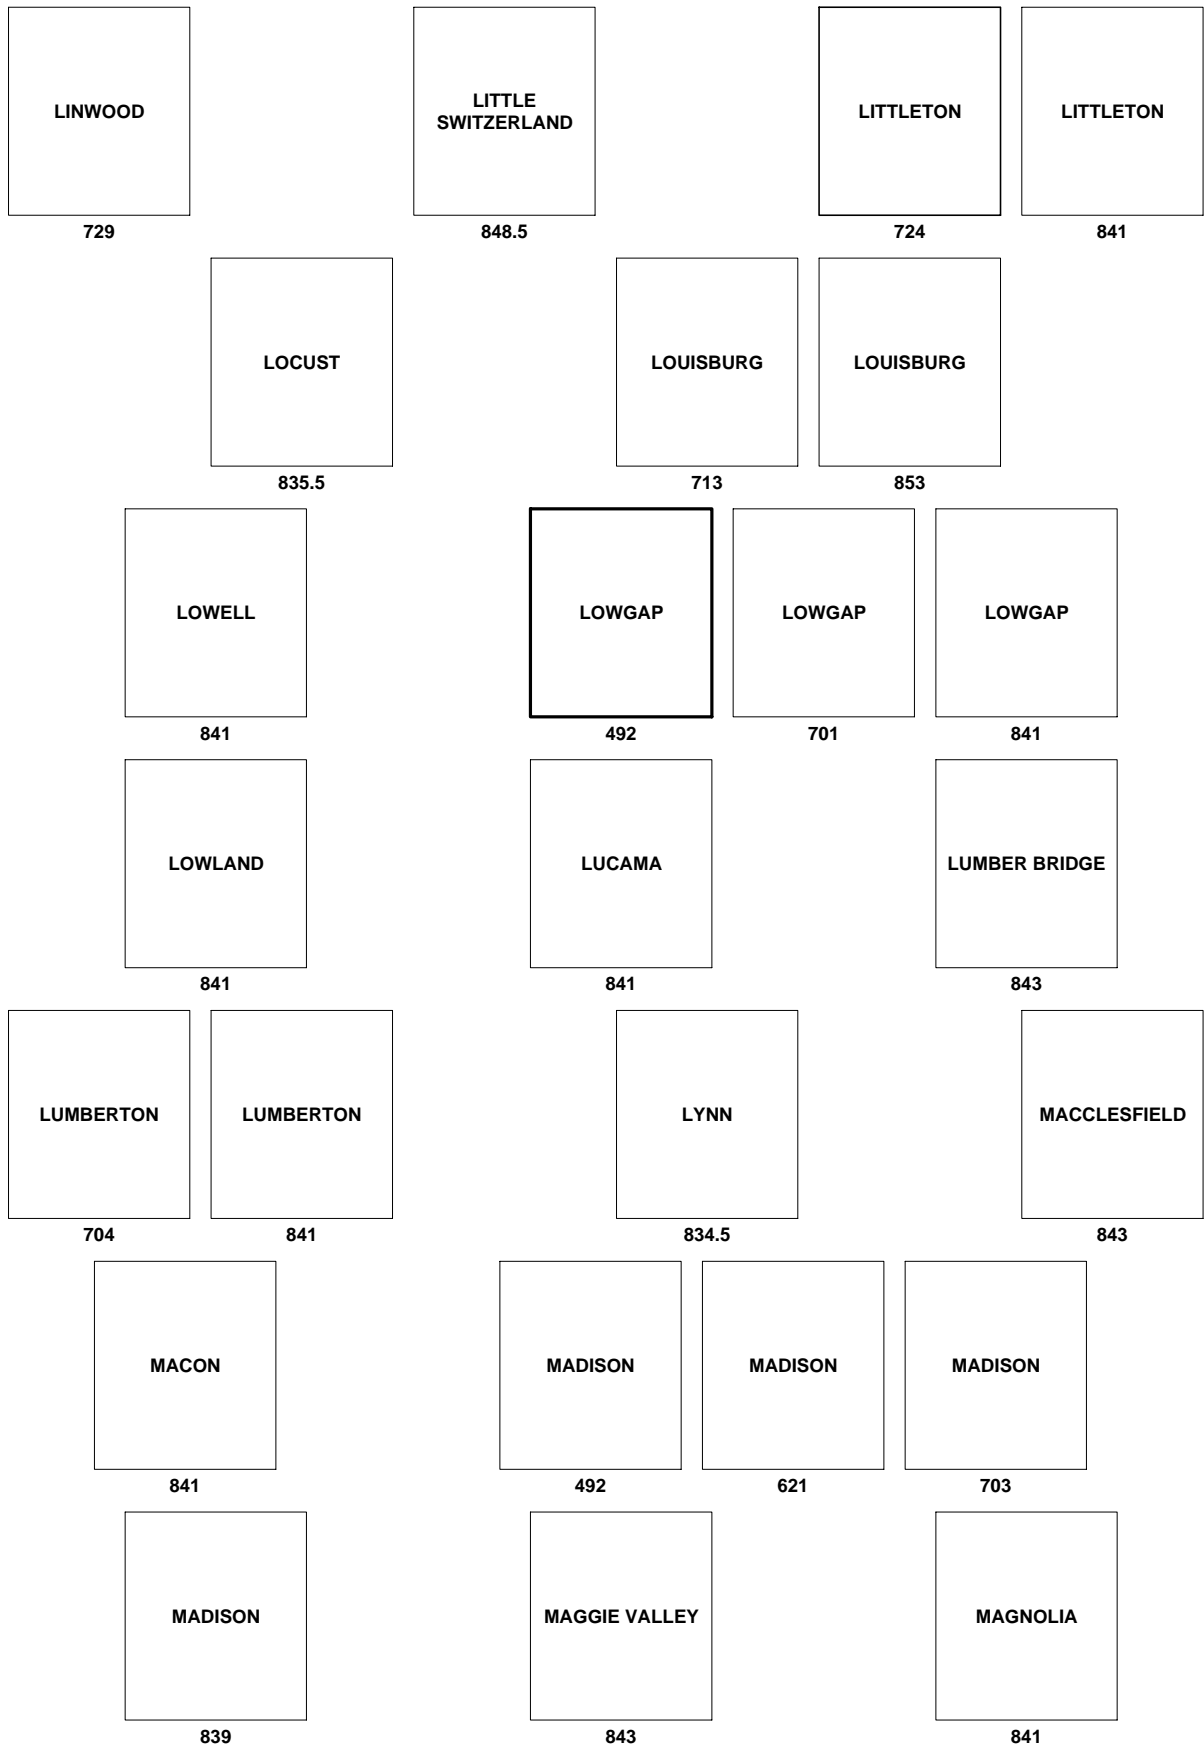 LINWOOD
729
LITTLE
SWITZERLAND
848.5
LITTLETON
724
LITTLETON
841
LOCUST
835.5
LOUISBURG
713
LOUISBURG
853
LOWELL
841
LOWGAP
492
LOWGAP
701
LOWGAP
841
LOWLAND
841
LUCAMA
841
LUMBER BRIDGE
843
LUMBERTON
704
LUMBERTON
841
LYNN
834.5
MACCLESFIELD
843
MACON
841
MADISON
492
MADISON
621
MADISON
703
MADISON
839
MAGGIE VALLEY
843
MAGNOLIA
841